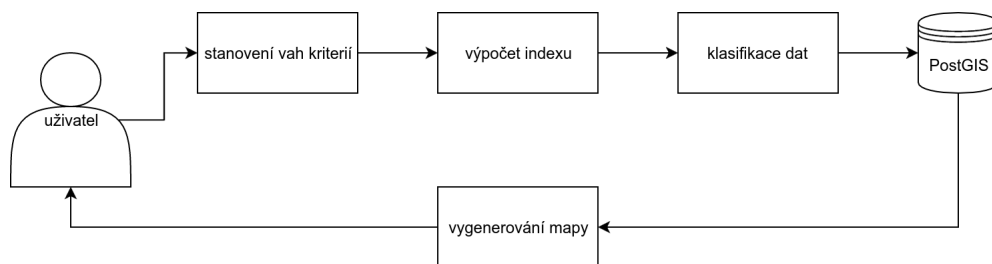 stanovení vah kriterií
výpočet indexu
klasifikace dat
PostGIS
uživatel
vygenerování mapy